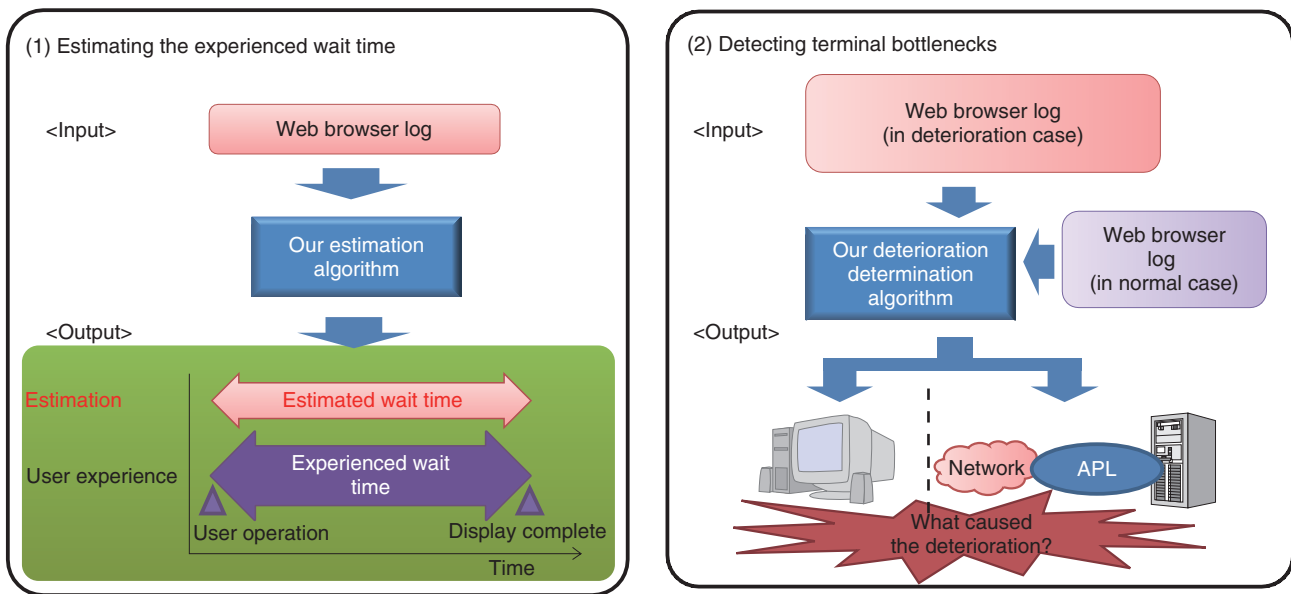 (1) Estimating the experienced wait time
<Input>
Web browser log
Our estimation
algorithm
<Output>
Estimation
Estimated wait time
User experience
Experienced wait
time
User operation
Display complete
Time
(2) Detecting terminal bottlenecks
<Input>
Web browser log
(in deterioration case)
Our deterioration
determination
algorithm
Web browser
log
(in normal case)
<Output>
Network
APL
What caused
the deterioration?